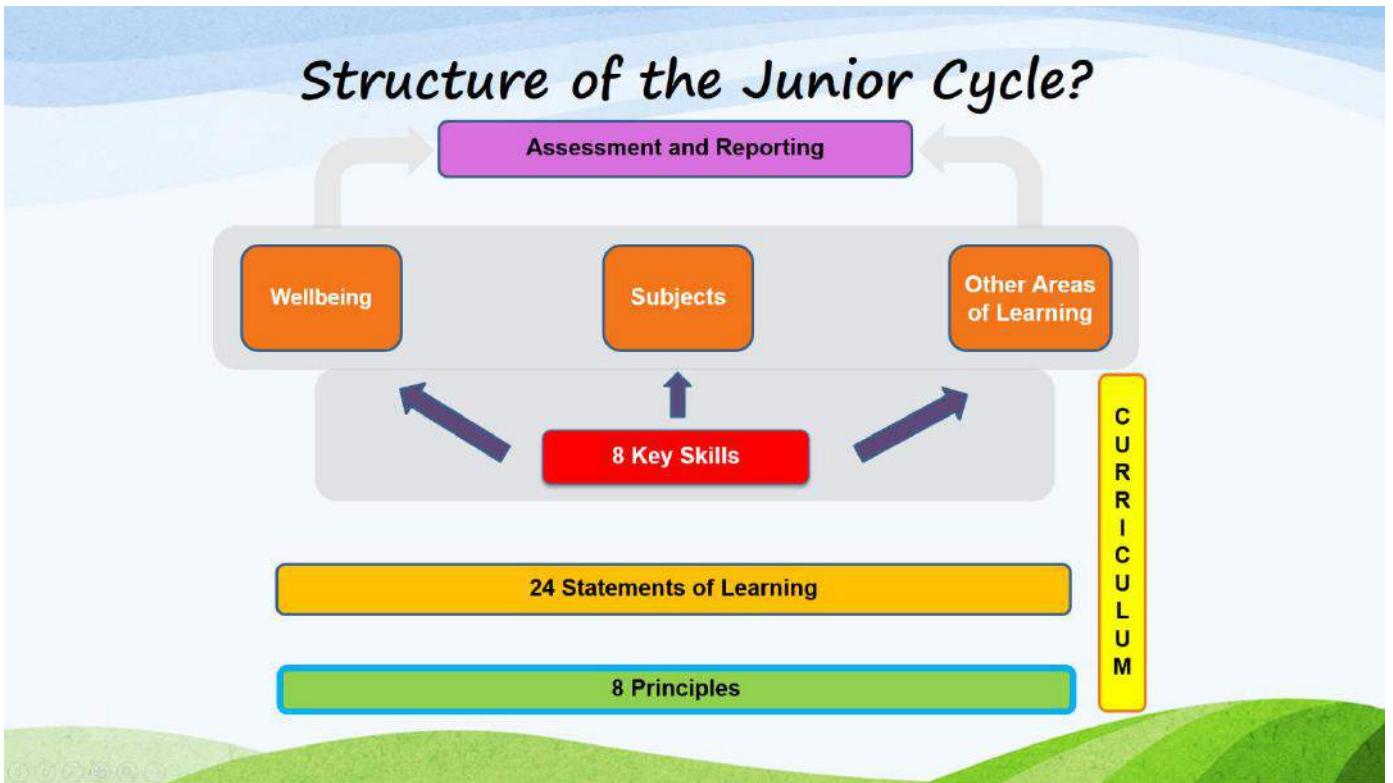 Structure of the Junior Cycle?
Assessment and Reporting
Wellbeing
Subjects
Other Areas
of Learning
8 Key Skills
24 Statements of Learning
8 Principles
CURRICULUM